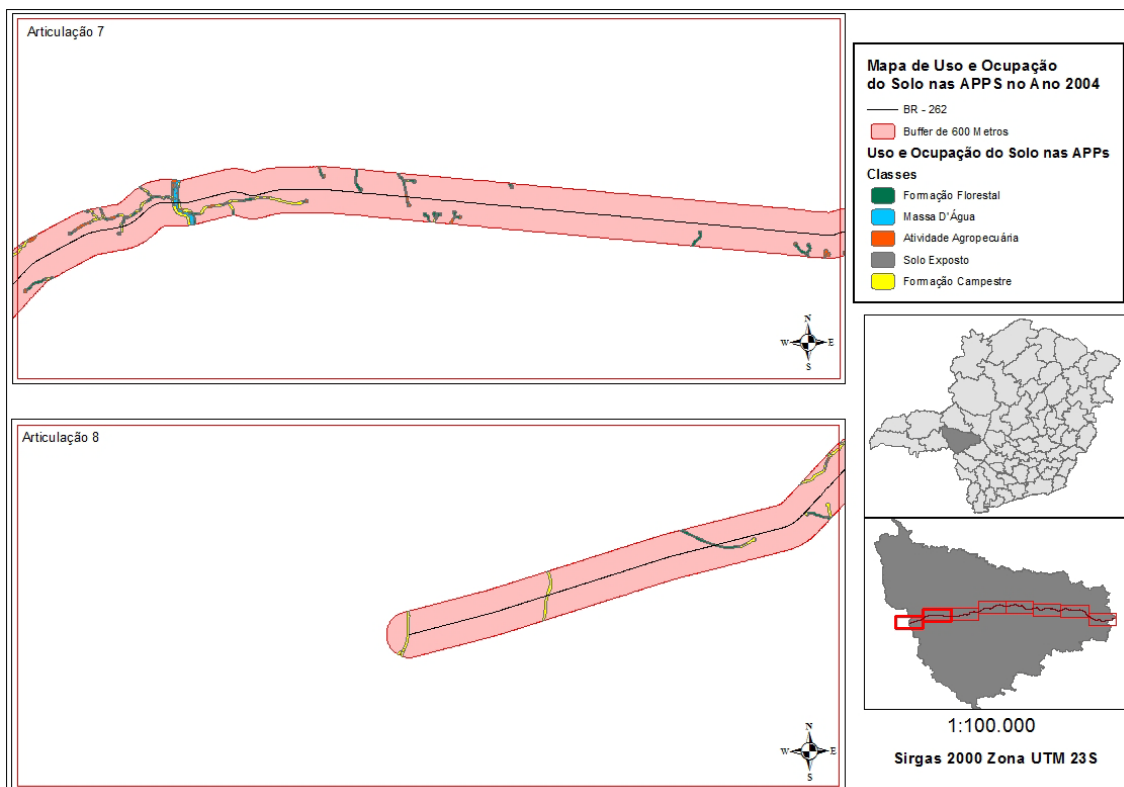 Articulação 7
N
W E
S
Articulação 8
N
W E
S
Mapa de Uso e Ocupação
do Solo nas APPS no Ano 2004
BR - 262
Buffer de 600 Metros
Uso e Ocupação do Solo nas APPs
Classes
Formação Florestal
Massa D'Água
Atividade Agropecuária
Solo Exposto
Formação Campestre
1:100.000
Sirgas 2000 Zona UTM 23S